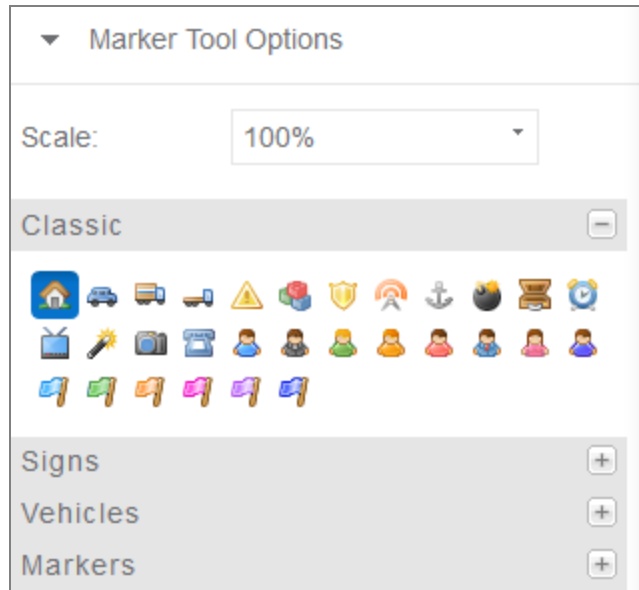 Marker Tool Options
Scale: 100%
Classic
Signs
Vehicles
Markers